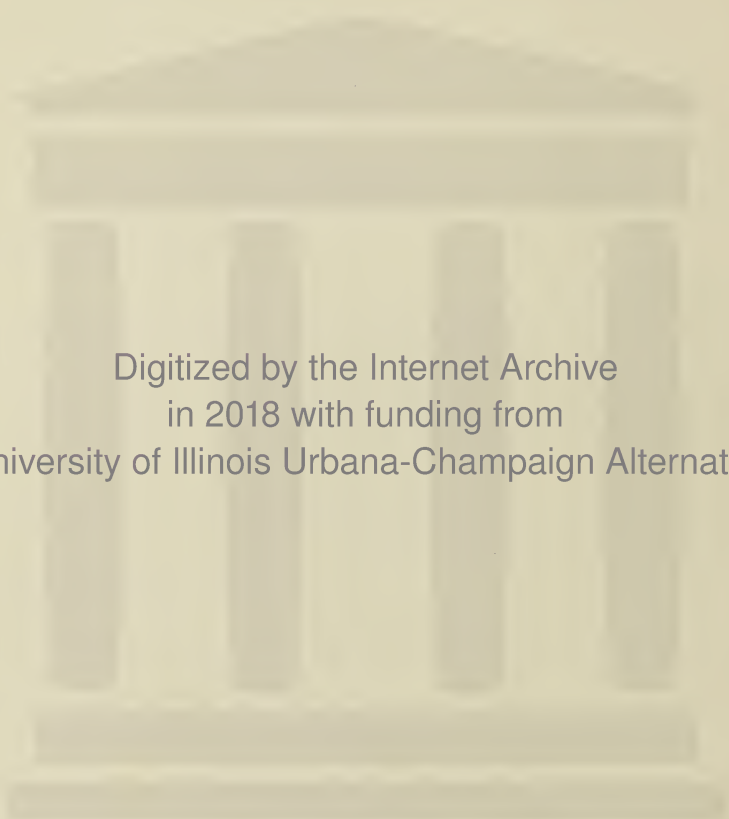 Digitized by the Internet Archive
in 2018 with funding from
niversity of Illinois Urbana-Champaign Alternat